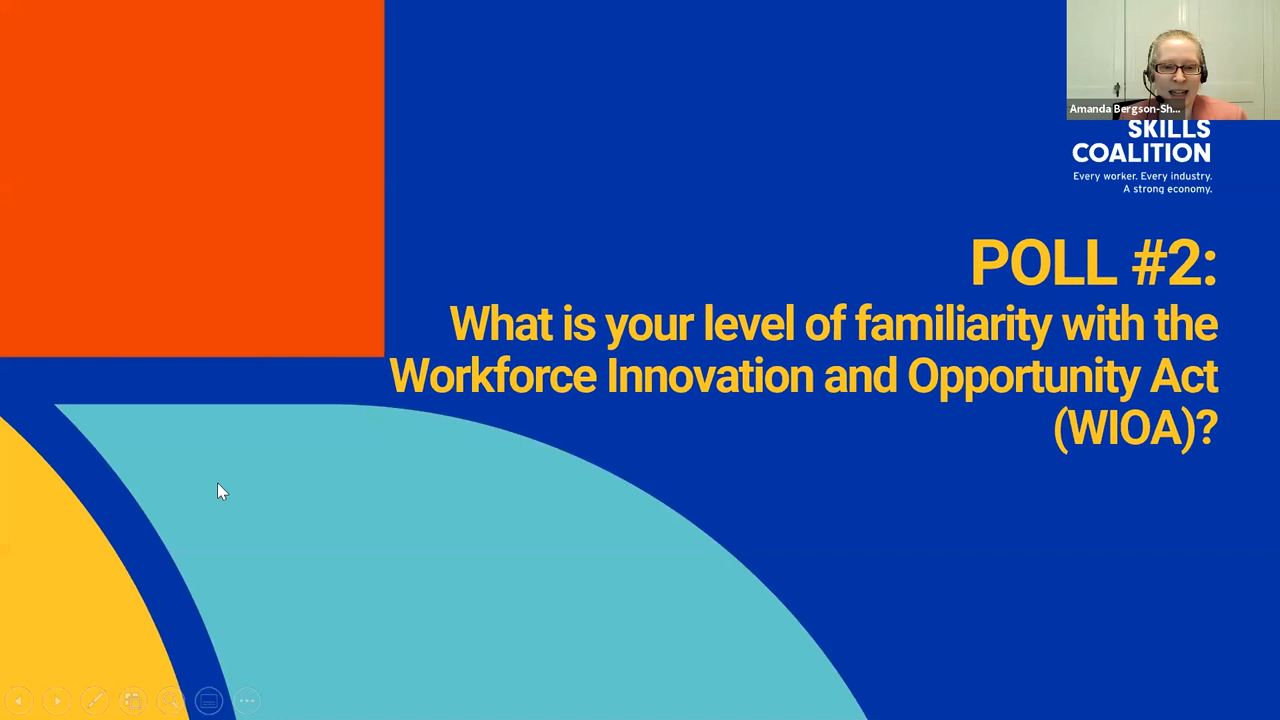 Amanda Bergson-Sh...
SKILLS
COALITION
Every worker. Every industry.
A strong economy.
POLL #2:
What is your level of familiarity with the
Workforce Innovation and Opportunity Act
(WIOA)?